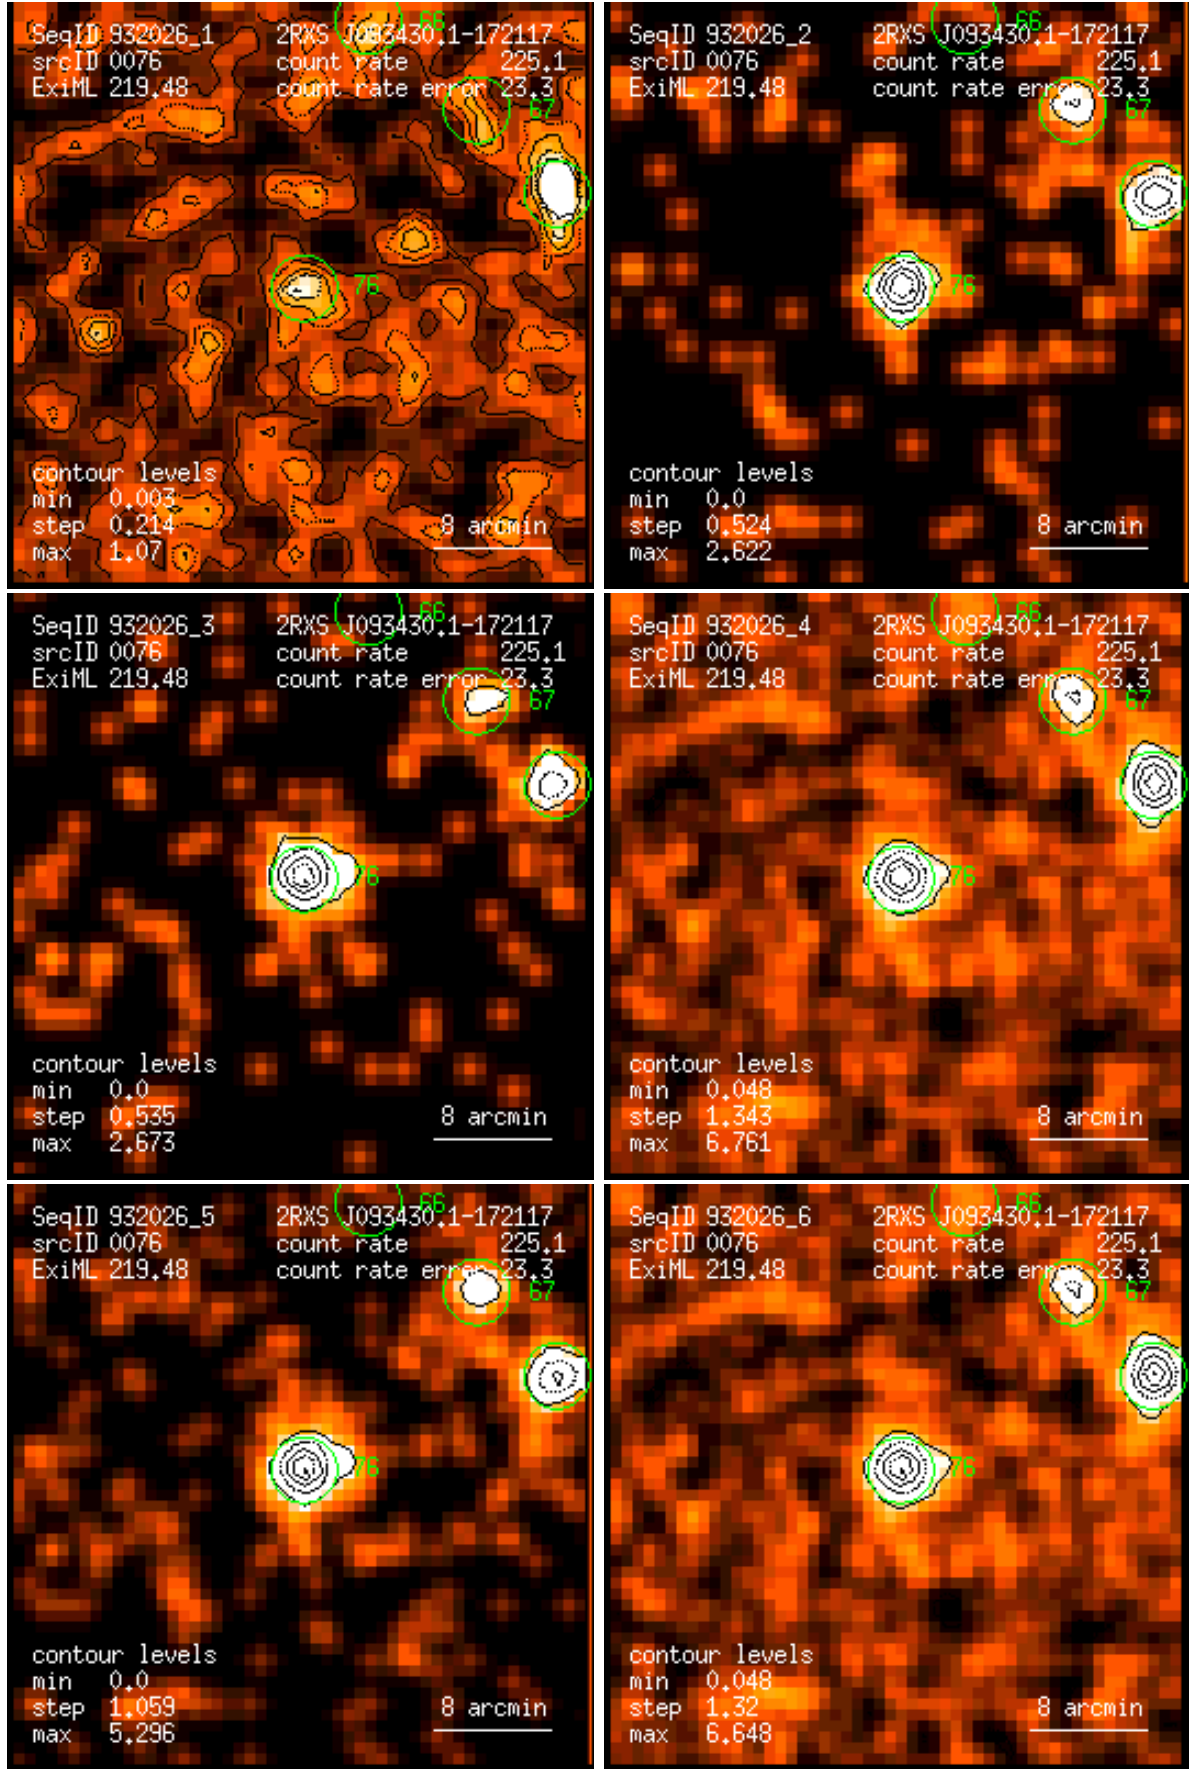 66
SeqID 932026_1 2RXS J093430.1-172117
srcID 0076 count rate 225.1
ExiML 219.48 count rate error 23.3
67
76
contour levels
min 0.003
step 0.214 8 arcmin
max 1.07
66
SeqID 932026_2 2RXS J093430.1-172117
srcID 0076 count rate 225.1
ExiML 219.48 count rate error 23.3
67
76
contour levels
min 0.0
step 0.524 8 arcmin
max 2.622
66
SeqID 932026_3 2RXS J093430.1-172117
srcID 0076 count rate 225.1
ExiML 219.48 count rate error 23.3
67
76
contour levels
min 0.0
step 0.535 8 arcmin
max 2.673
66
SeqID 932026_4 2RXS J093430.1-172117
srcID 0076 count rate 225.1
ExiML 219.48 count rate error 23.3
67
76
contour levels
min 0.048
step 1.343 8 arcmin
max 6.761
66
SeqID 932026_5 2RXS J093430.1-172117
srcID 0076 count rate 225.1
ExiML 219.48 count rate error 23.3
67
76
contour levels
min 0.0
step 1.059 8 arcmin
max 5.296
66
SeqID 932026_6 2RXS J093430.1-172117
srcID 0076 count rate 225.1
ExiML 219.48 count rate error 23.3
67
76
contour levels
min 0.048
step 1.32 8 arcmin
max 6.648